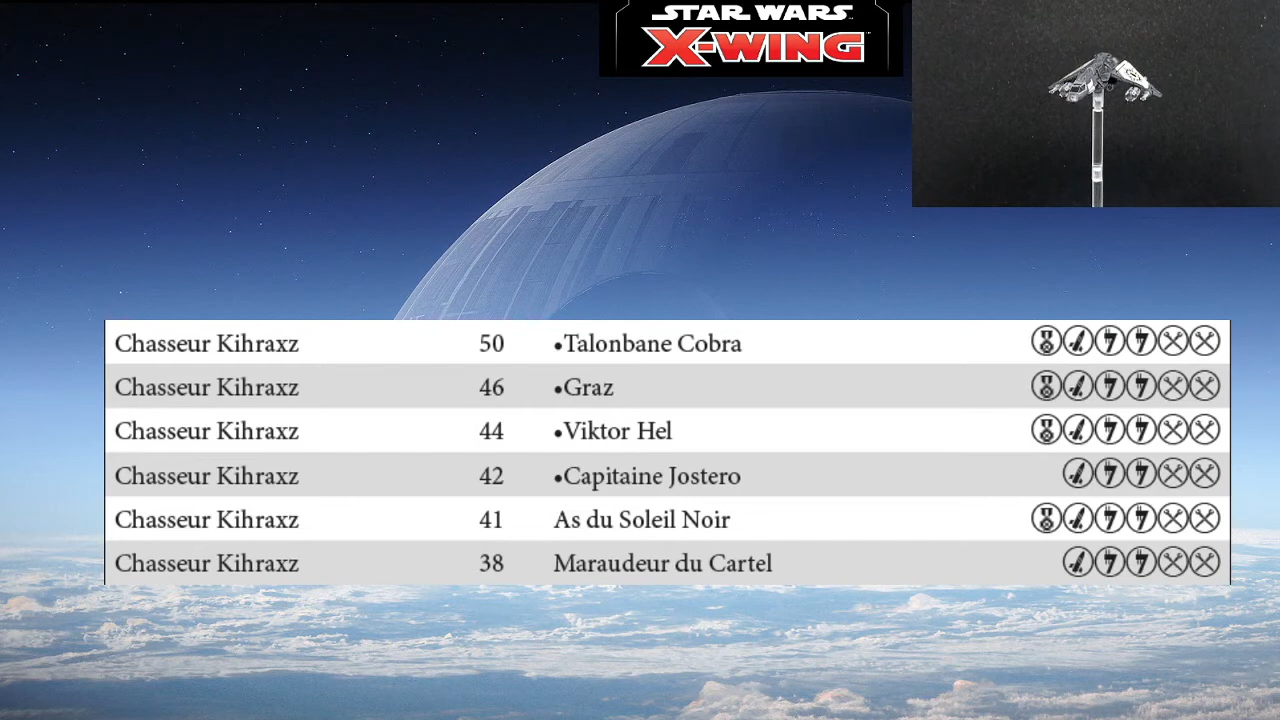 STAR WARS
X-WING
Chasseur Kihraxz 50 •Talonbane Cobra
Chasseur Kihraxz 46 •Graz
Chasseur Kihraxz 44 •Viktor Hel
Chasseur Kihraxz 42 •Capitaine Jostero
Chasseur Kihraxz 41 As du Soleil Noir
Chasseur Kihraxz 38 Maraudeur du Cartel